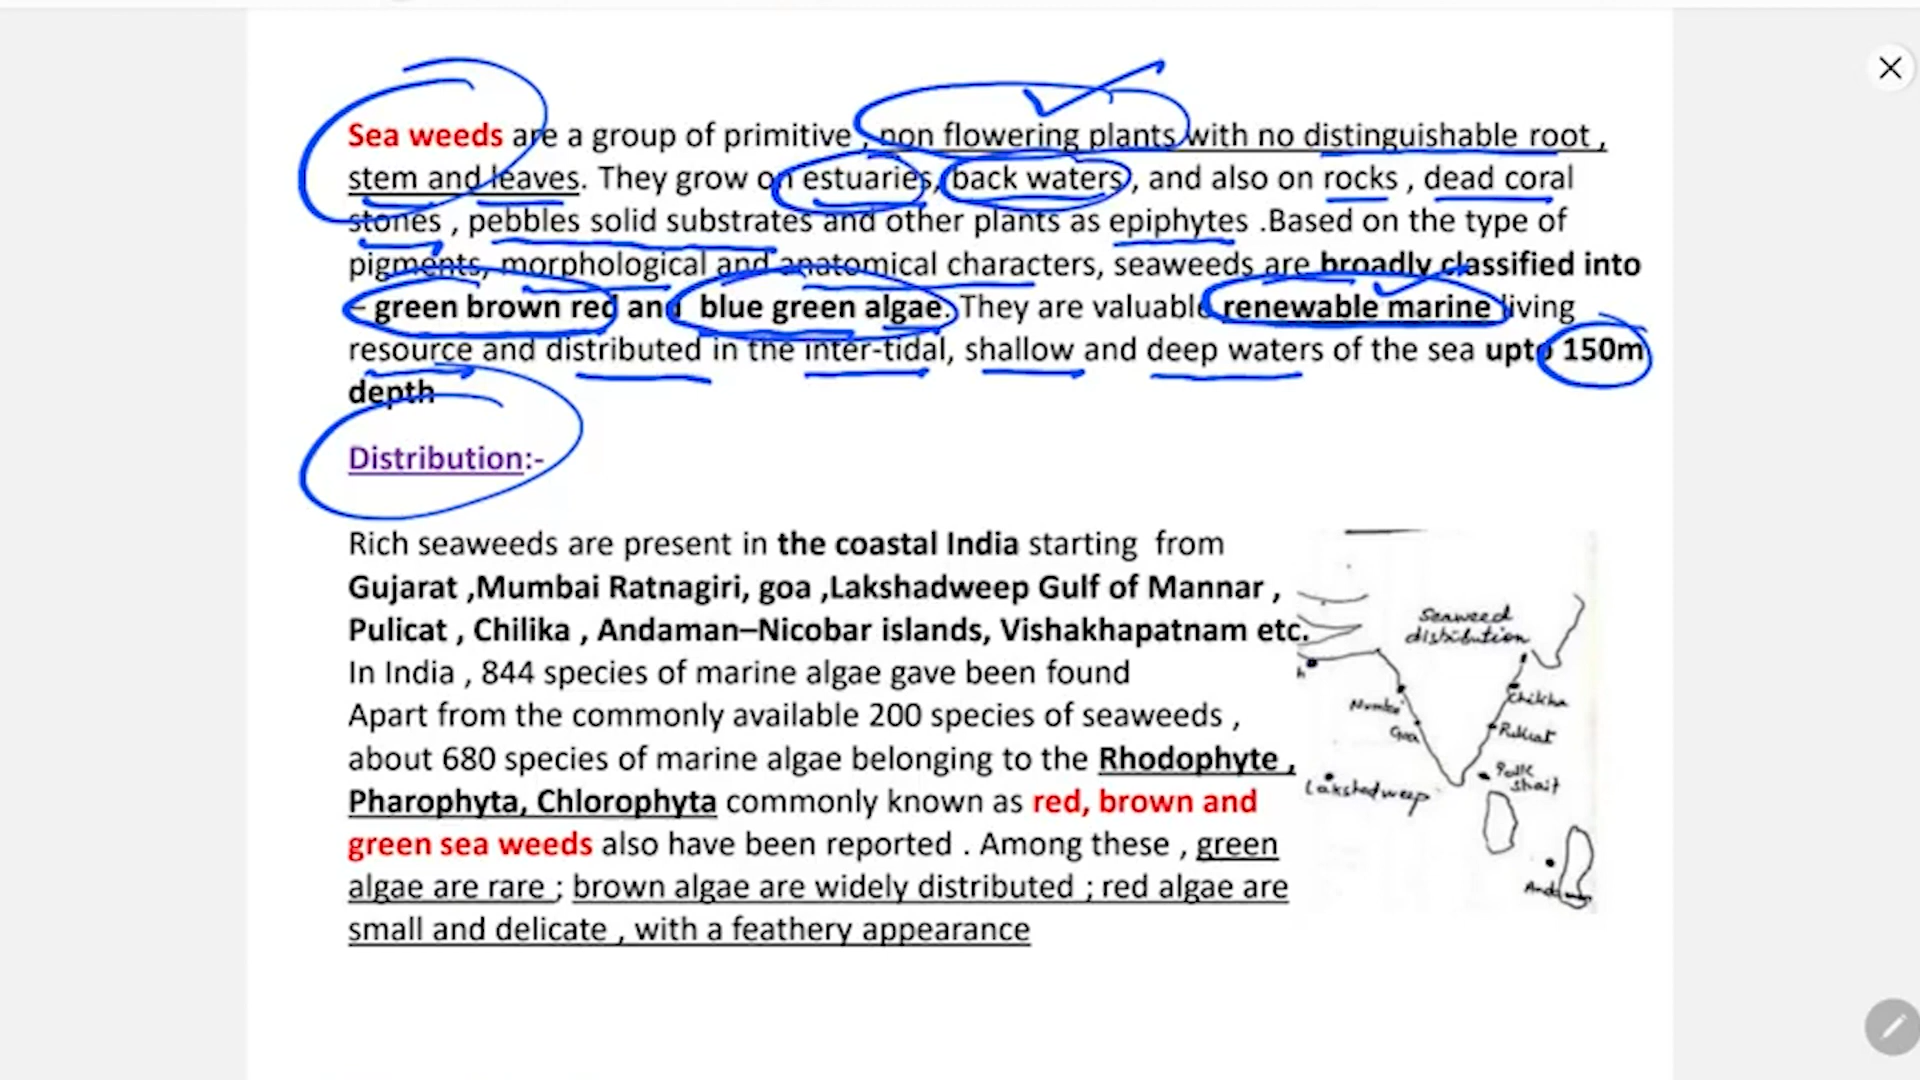 Sea weeds are a group of primitive , non flowering plants with no distinguishable root ,
stem and leaves. They grow on estuaries, back waters , and also on rocks , dead coral
stones , pebbles solid substrates and other plants as epiphytes .Based on the type of
pigments, morphological and anatomical characters, seaweeds are broadly classified into
- green brown red and blue green algae. They are valuable renewable marine living
resource and distributed in the inter-tidal, shallow and deep waters of the sea upto 150m
depth
Distribution:-
Rich seaweeds are present in the coastal India starting from
Gujarat ,Mumbai Ratnagiri, goa ,Lakshadweep Gulf of Mannar ,
Pulicat , Chilika , Andaman–Nicobar islands, Vishakhapatnam etc.
In India , 844 species of marine algae gave been found
Apart from the commonly available 200 species of seaweeds ,
about 680 species of marine algae belonging to the Rhodophyte ,
Pharophyta, Chlorophyta commonly known as red, brown and
green sea weeds also have been reported . Among these , green
algae are rare ; brown algae are widely distributed ; red algae are
small and delicate , with a feathery appearance
Seaweed
distribution
Chilika
Goa
Pulicat
Palk
Strait
Lakshadweep